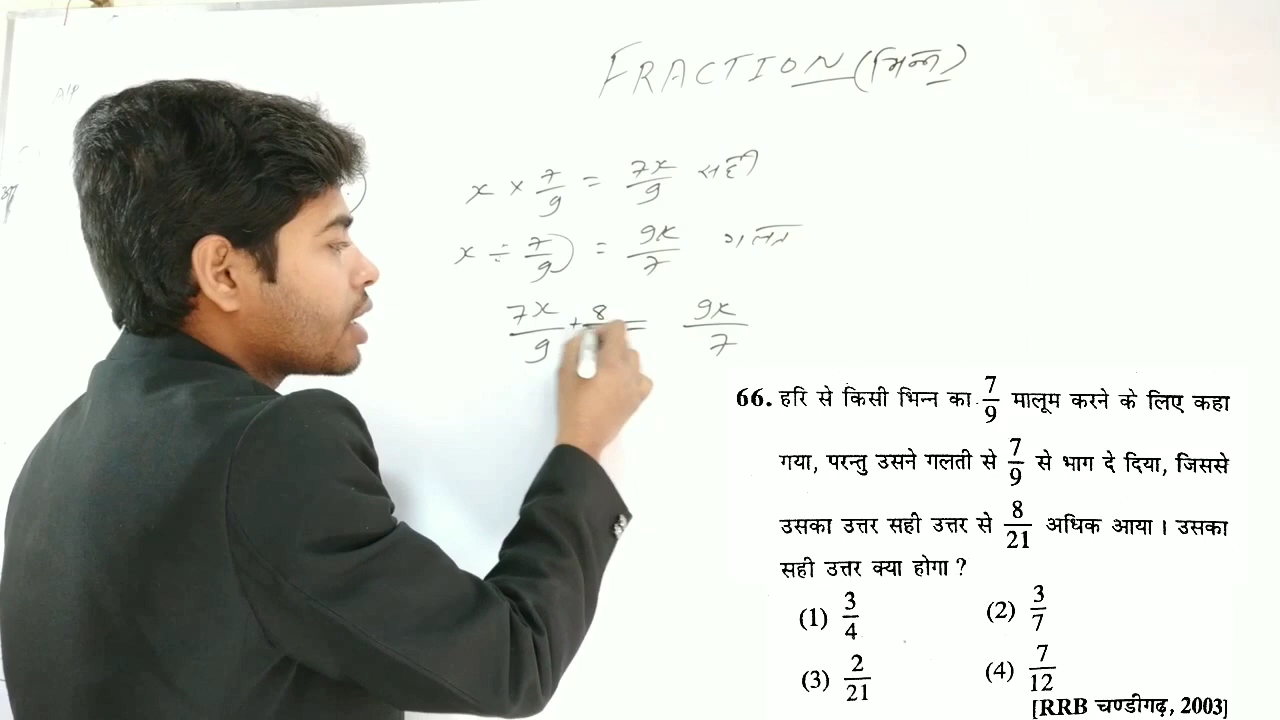 FRACTION (भिन्न)
x × 7/9 = 7x/9 सही
x ÷ 7/9 = 9x/7 गलत
7x/9 + 8 = 9x/7
66. हरि से किसी भिन्न का 7/9 मालूम करने के लिए कहा
गया, परन्तु उसने गलती से 7/9 से भाग दे दिया, जिससे
उसका उत्तर सही उत्तर से 8/21 अधिक आया। उसका
सही उत्तर क्या होगा ?
(1) 3/4 (2) 3/7
(3) 2/21 (4) 7/12
[RRB चण्डीगढ़, 2003]